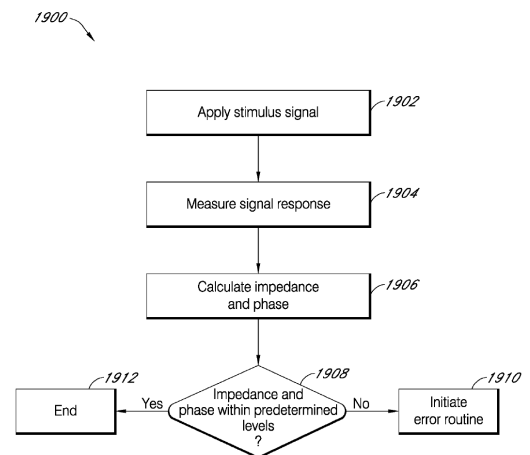 1900
Apply stimulus signal
1902
Measure signal response
1904
Calculate impedance
and phase
1906
1908
Impedance and
phase within predetermined
levels
?
Yes
No
1912
End
1910
Initiate
error routine